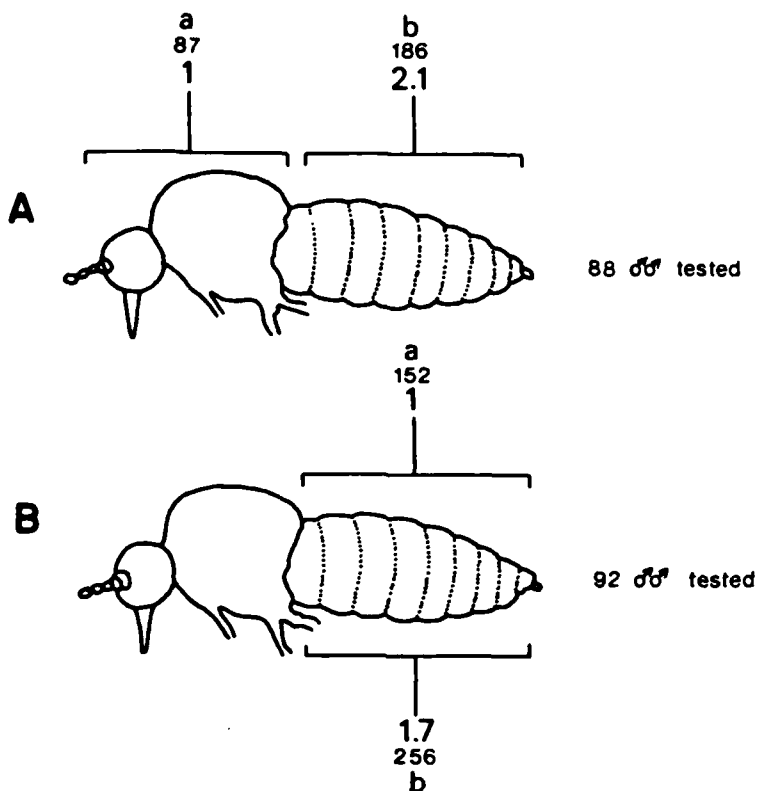 a
87
1
b
186
2.1
A
88 ♂♂ tested
a
152
1
B
92 ♂♂ tested
1.7
256
b